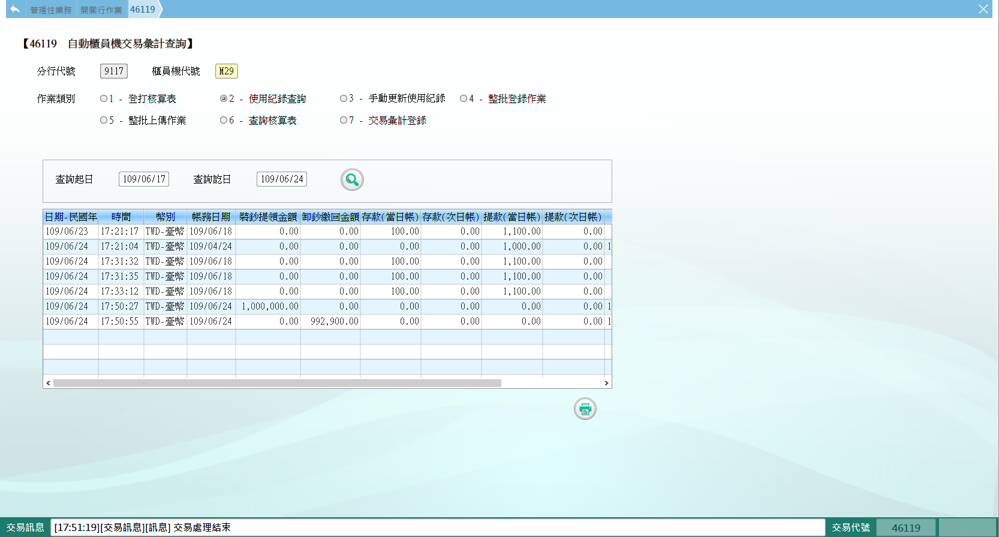 管理性業務 開關行作業 46119
【46119 自動櫃員機交易彙計查詢】
分行代號 9117 櫃員機代號 M29
作業類別 1 - 登打核算表 2 - 使用紀錄查詢 3 - 手動更新使用紀錄 4 - 整批登錄作業
5 - 整批上傳作業 6 - 查詢核算表 7 - 交易彙計登錄
查詢起日 109/06/17 查詢訖日 109/06/24
日期-民國年 時間 幣別 帳務日期 裝鈔提領金額 卸鈔繳回金額 存款(當日帳) 存款(次日帳) 提款(當日帳) 提款(次日帳)
109/06/23 17:21:17 TWD-臺幣 109/06/18 0.00 0.00 100.00 0.00 1,100.00 0.00
109/06/24 17:21:04 TWD-臺幣 109/04/24 0.00 0.00 0.00 0.00 1,000.00 0.00 1
109/06/24 17:31:32 TWD-臺幣 109/06/18 0.00 0.00 100.00 0.00 1,100.00 0.00
109/06/24 17:31:35 TWD-臺幣 109/06/18 0.00 0.00 100.00 0.00 1,100.00 0.00
109/06/24 17:33:12 TWD-臺幣 109/06/18 0.00 0.00 100.00 0.00 1,100.00 0.00
109/06/24 17:50:27 TWD-臺幣 109/06/24 1,000,000.00 0.00 0.00 0.00 0.00 0.00 1
109/06/24 17:50:55 TWD-臺幣 109/06/24 0.00 992,900.00 0.00 0.00 0.00 0.00 1
交易訊息 [17:51:19][交易訊息][訊息] 交易處理結束 交易代號 46119